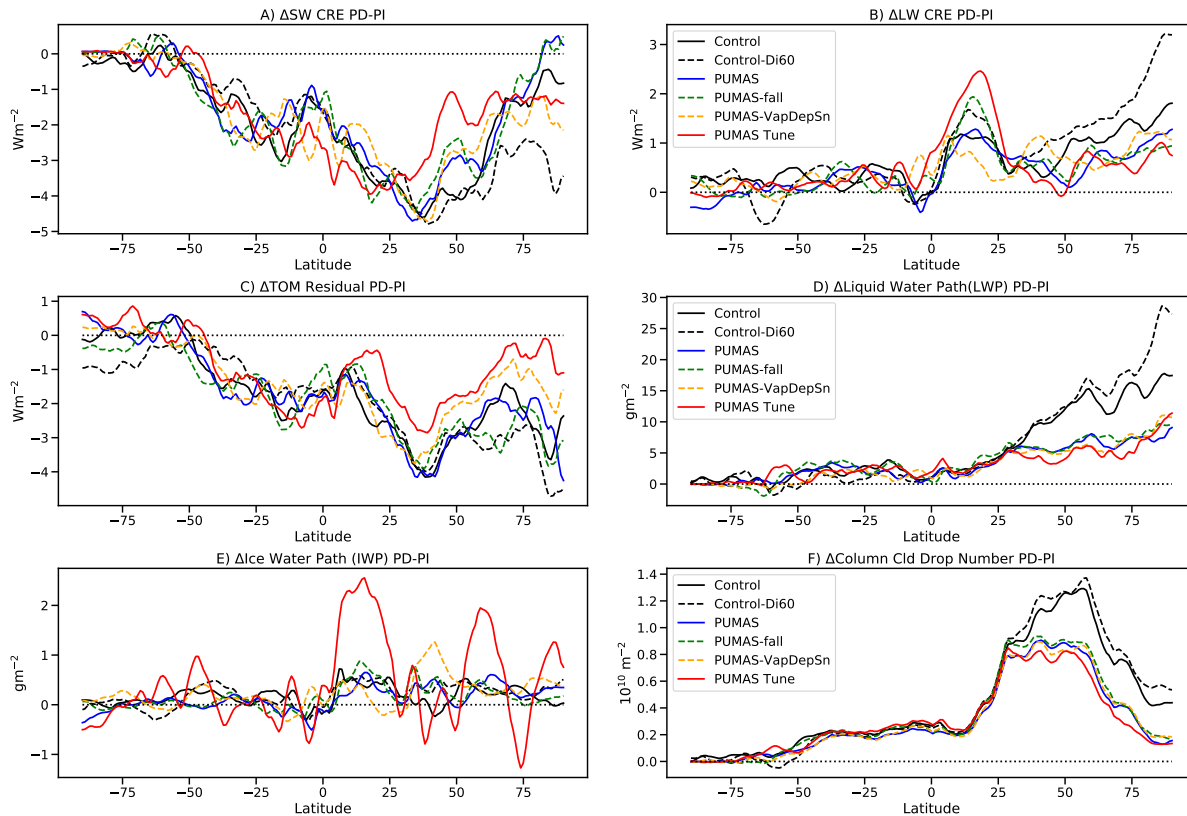 A) ΔSW CRE PD-PI
0
−1
−2
−3
−4
−5
Wm−2
−75 −50 −25 0 25 50 75
Latitude
B) ΔLW CRE PD-PI
3
2
1
0
Wm−2
Control
Control-Di60
PUMAS
PUMAS-fall
PUMAS-VapDepSn
PUMAS Tune
−75 −50 −25 0 25 50 75
Latitude
C) ΔTOM Residual PD-PI
1
0
−1
−2
−3
−4
Wm−2
−75 −50 −25 0 25 50 75
Latitude
D) ΔLiquid Water Path(LWP) PD-PI
30
25
20
15
10
5
0
gm−2
Control
Control-Di60
PUMAS
PUMAS-fall
PUMAS-VapDepSn
PUMAS Tune
−75 −50 −25 0 25 50 75
Latitude
E) ΔIce Water Path (IWP) PD-PI
2
1
0
−1
gm−2
−75 −50 −25 0 25 50 75
Latitude
F) ΔColumn Cld Drop Number PD-PI
1.4
1.2
1.0
0.8
0.6
0.4
0.2
0.0
10^10 m−2
Control
Control-Di60
PUMAS
PUMAS-fall
PUMAS-VapDepSn
PUMAS Tune
−75 −50 −25 0 25 50 75
Latitude